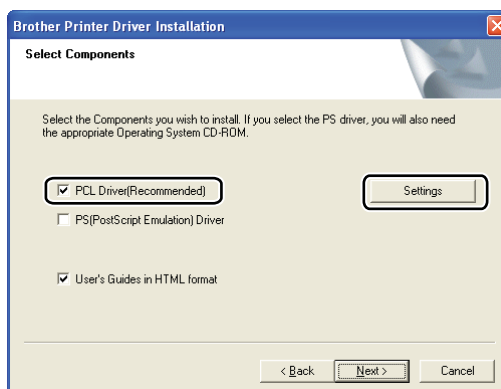 Brother Printer Driver Installation
Select Components
Select the Components you wish to install. If you select the PS driver, you will also need
the appropriate Operating System CD-ROM.
PCL Driver(Recommended)
Settings
PS(PostScript Emulation) Driver
User's Guides in HTML format
< Back
Next >
Cancel